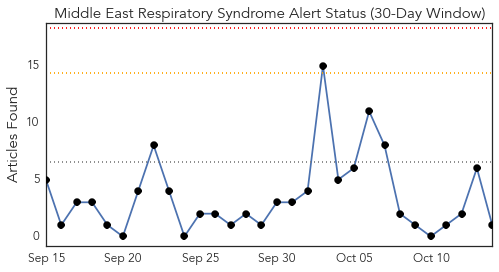 Middle East Respiratory Syndrome Alert Status (30-Day Window)
Articles Found
15
10
5
0
Sep 15 Sep 20 Sep 25 Sep 30 Oct 05 Oct 10